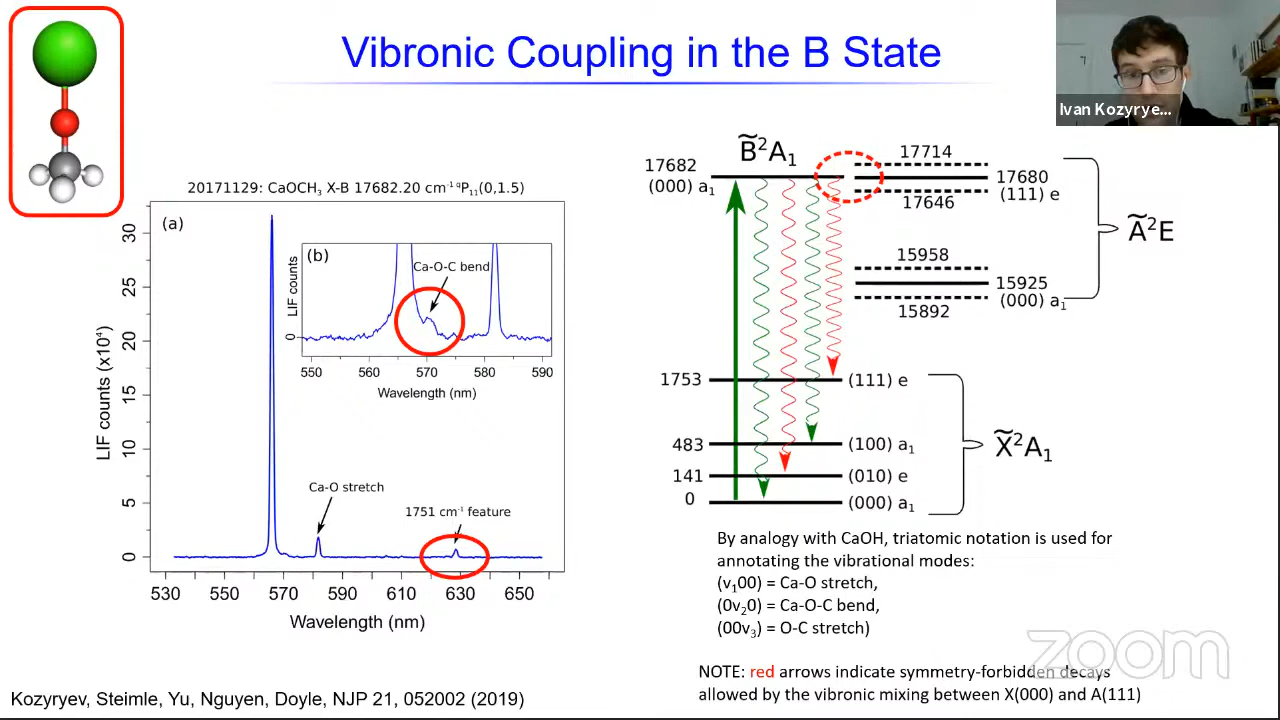 Vibronic Coupling in the B State
Ivan Kozyrye...
20171129: CaOCH₃ X-B 17682.20 cm⁻¹ qP₁₁(0,1.5)
(a)
30
25
20
15
10
5
0
LIF counts (x10⁴)
530 550 570 590 610 630 650
Wavelength (nm)
Ca-O stretch
1751 cm⁻¹ feature
(b)
Ca-O-C bend
LIF counts
0
550 560 570 580 590
Wavelength (nm)
B̃²A₁
17682
(000) a₁
17714
17680
(111) e
17646
15958
15925
(000) a₁
15892
òòA²E
1753 (111) e
483 (100) a₁
141 (010) e
0 (000) a₁
X̃²A₁
By analogy with CaOH, triatomic notation is used for
annotating the vibrational modes:
(v₁00) = Ca-O stretch,
(0v₂0) = Ca-O-C bend,
(00v₃) = O-C stretch)
NOTE: red arrows indicate symmetry-forbidden decays
allowed by the vibronic mixing between X(000) and A(111)
zoom
Kozyryev, Steimle, Yu, Nguyen, Doyle, NJP 21, 052002 (2019)